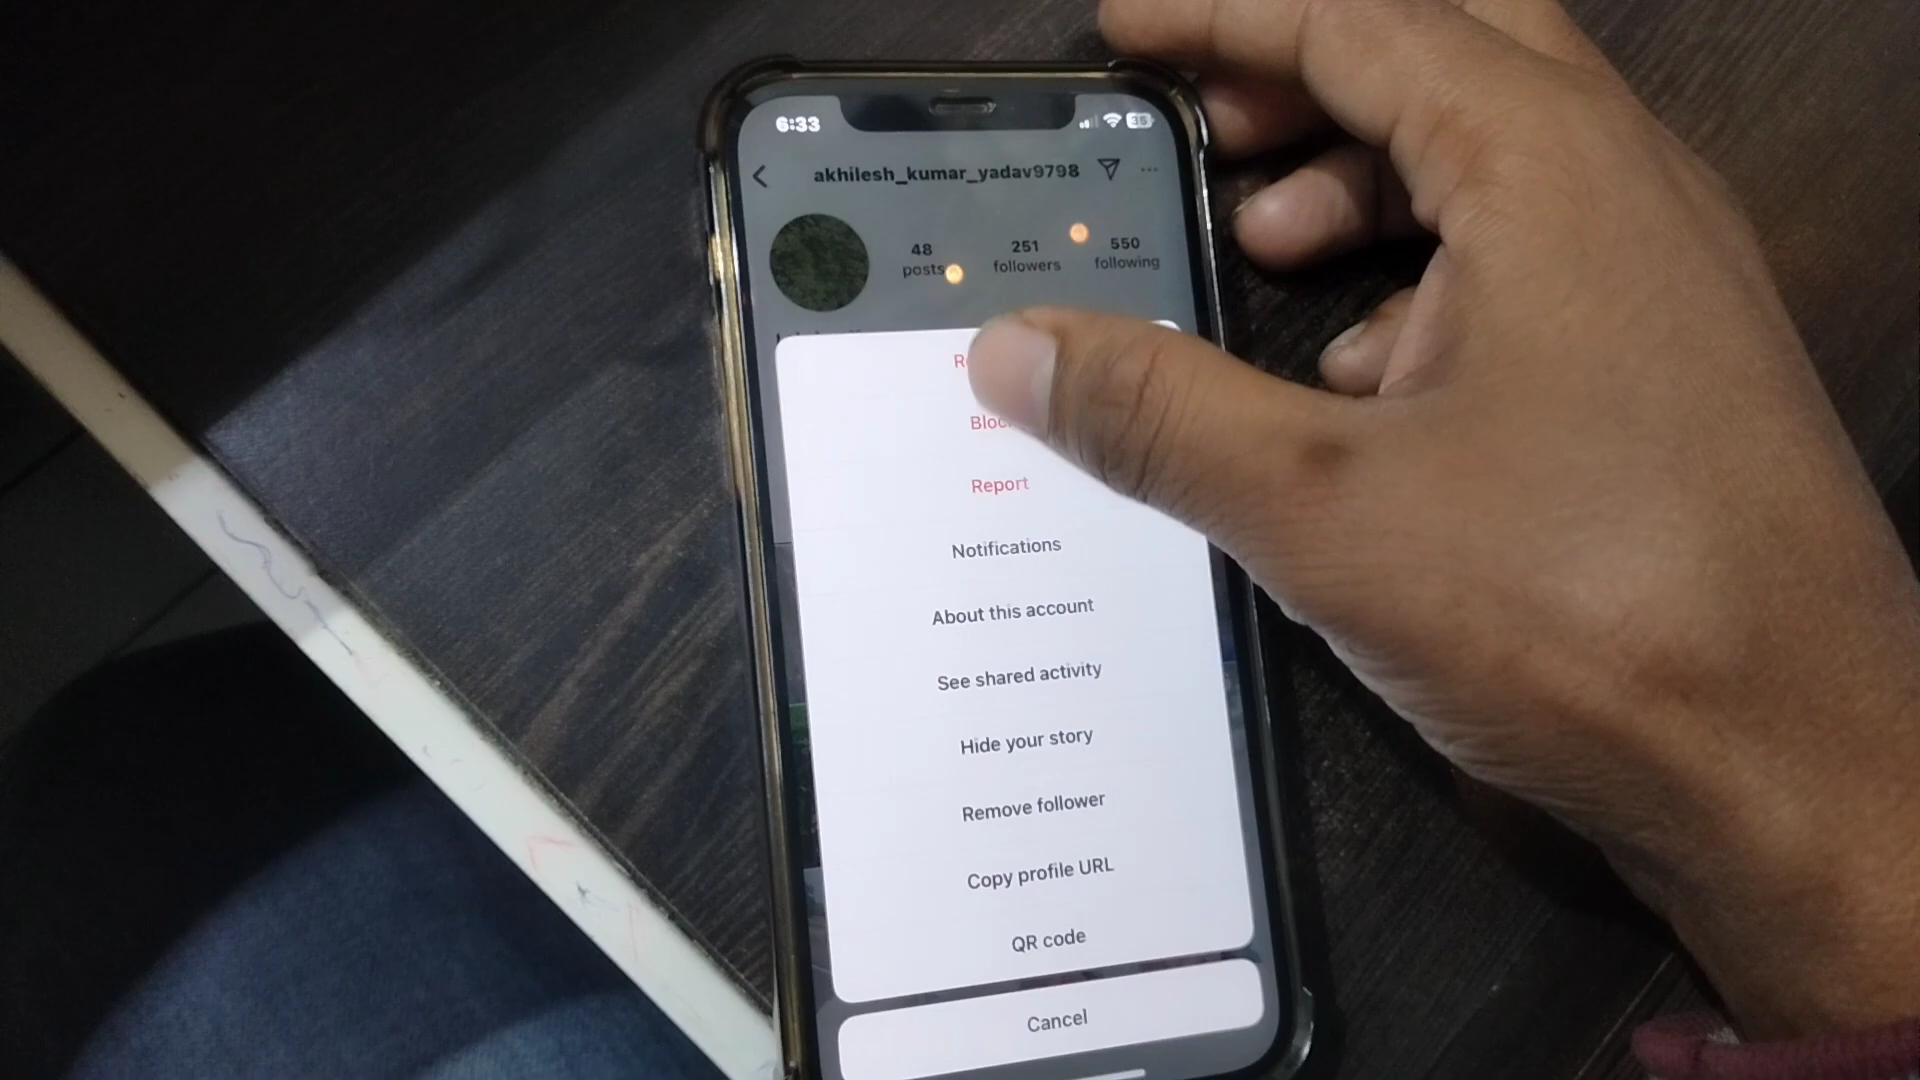 6:33
35
akhilesh_kumar_yadav9798
48
posts
251
followers
550
following
Report
Notifications
About this account
See shared activity
Hide your story
Remove follower
Copy profile URL
QR code
Cancel